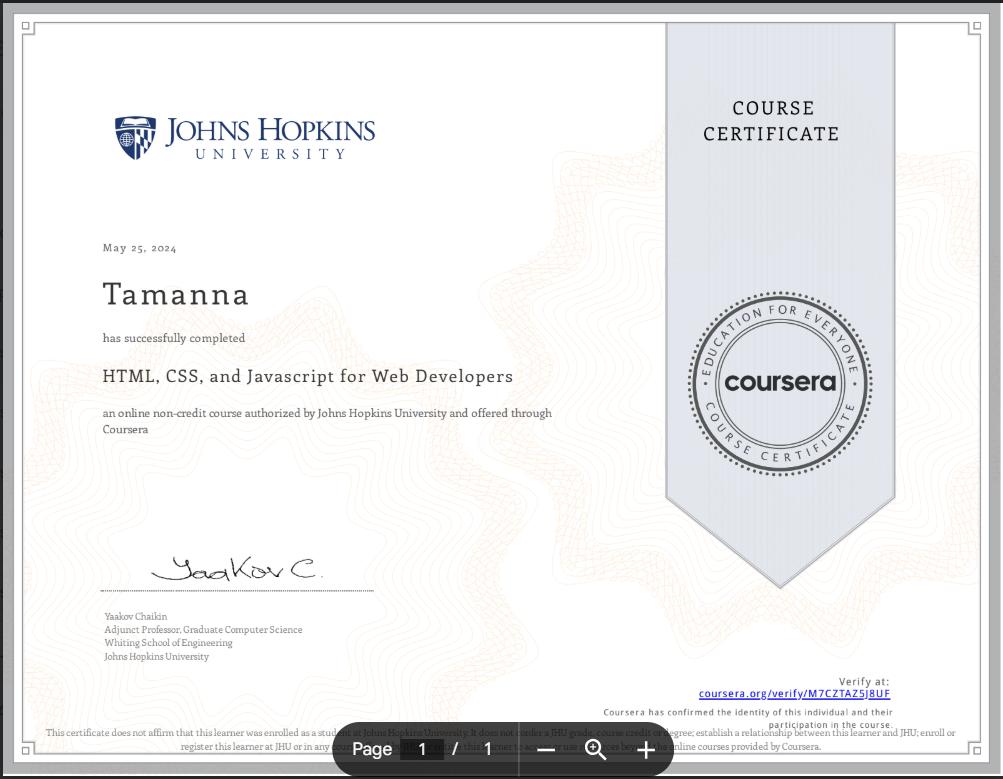 JOHNS HOPKINS
UNIVERSITY
COURSE
CERTIFICATE
May 25, 2024
Tamanna
has successfully completed
HTML, CSS, and Javascript for Web Developers
an online non-credit course authorized by Johns Hopkins University and offered through
Coursera
EDUCATION FOR EVERYONE
coursera
COURSE CERTIFICATE
Yaakov C.
Yaakov Chaikin
Adjunct Professor, Graduate Computer Science
Whiting School of Engineering
Johns Hopkins University
Verify at:
coursera.org/verify/M7CZTAZ5J8UF
Coursera has confirmed the identity of this individual and their
participation in the course.
This certificate does not affirm that this learner was enrolled as a student at Johns Hopkins University. It does not confer a JHU grade, course credit or degree; establish a relationship between this learner and JHU; enroll or
register this learner at JHU or in any online courses provided by Coursera.
Page 1 / 1